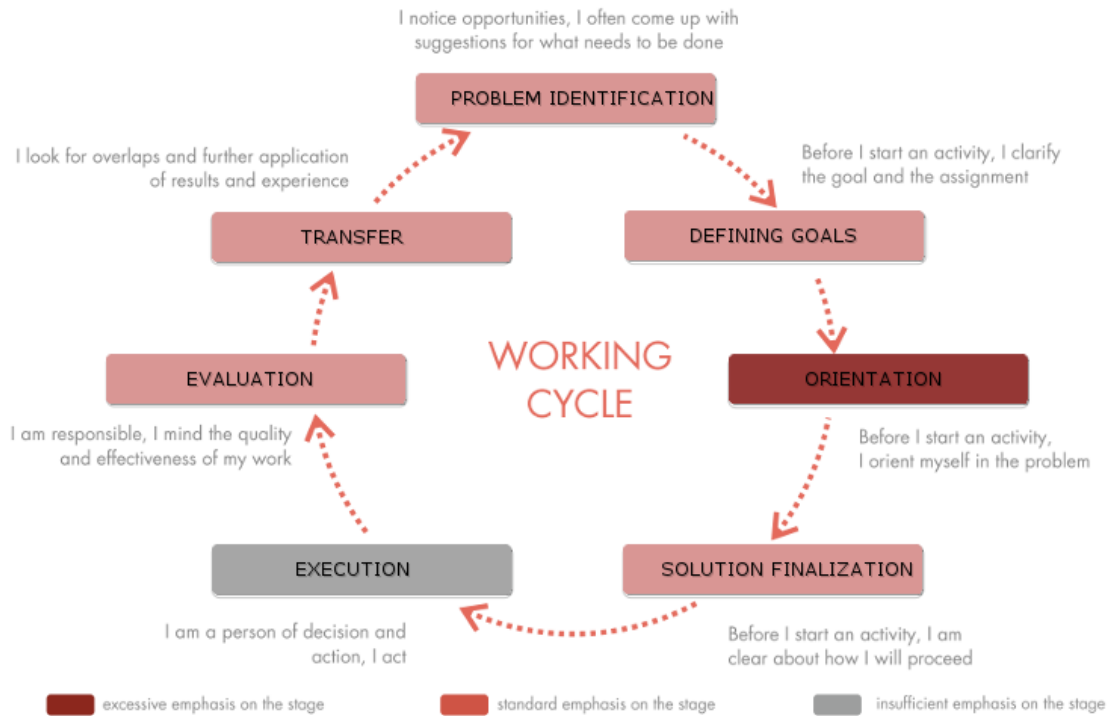 I notice opportunities, I often come up with
suggestions for what needs to be done
PROBLEM IDENTIFICATION
Before I start an activity, I clarify
the goal and the assignment
DEFINING GOALS
ORIENTATION
Before I start an activity,
I orient myself in the problem
SOLUTION FINALIZATION
Before I start an activity, I am
clear about how I will proceed
EXECUTION
I am a person of decision and
action, I act
EVALUATION
I am responsible, I mind the quality
and effectiveness of my work
I look for overlaps and further application
of results and experience
TRANSFER
WORKING
CYCLE
excessive emphasis on the stage
standard emphasis on the stage
insufficient emphasis on the stage